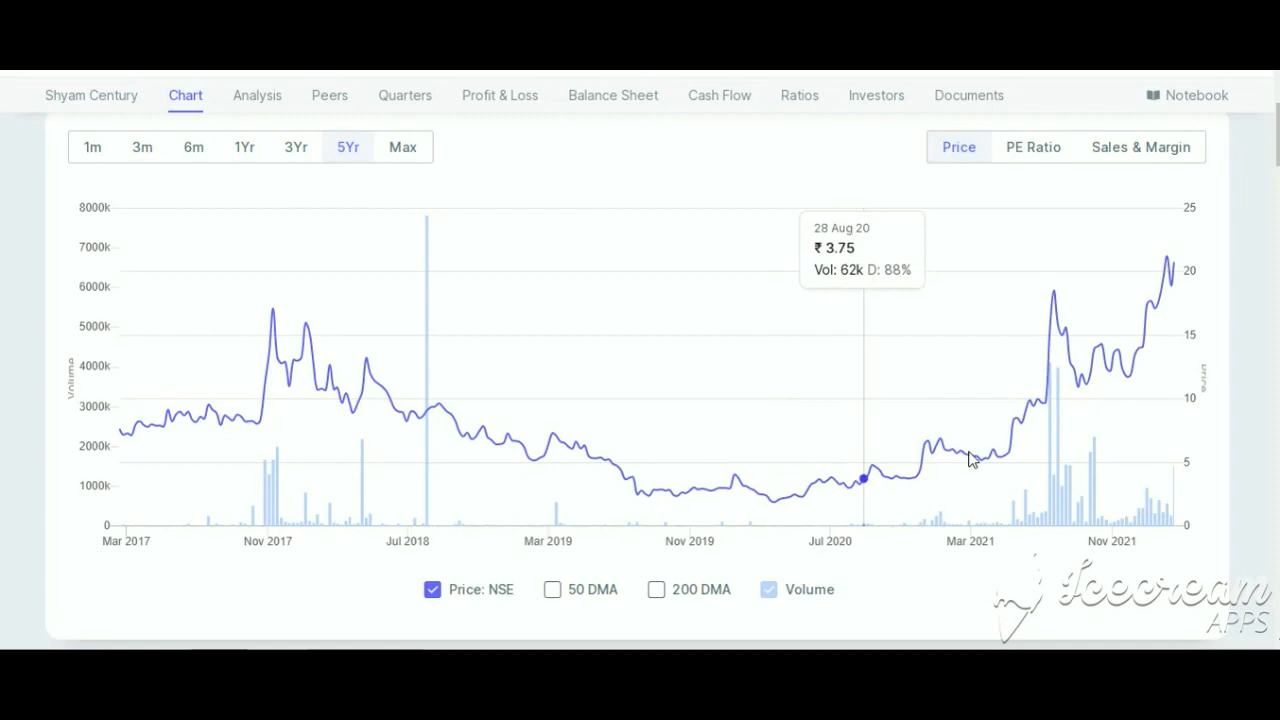 Shyam Century Chart Analysis Peers Quarters Profit & Loss Balance Sheet Cash Flow Ratios Investors Documents Notebook
1m 3m 6m 1Yr 3Yr 5Yr Max Price PE Ratio Sales & Margin
8000k 25
28 Aug 20
₹ 3.75
Vol: 62k D: 88%
7000k
20
6000k
5000k
15
4000k
Volume
Price
3000k 10
2000k
5
1000k
0 0
Mar 2017 Nov 2017 Jul 2018 Mar 2019 Nov 2019 Jul 2020 Mar 2021 Nov 2021
Price: NSE 50 DMA 200 DMA Volume
Icecream
APPS